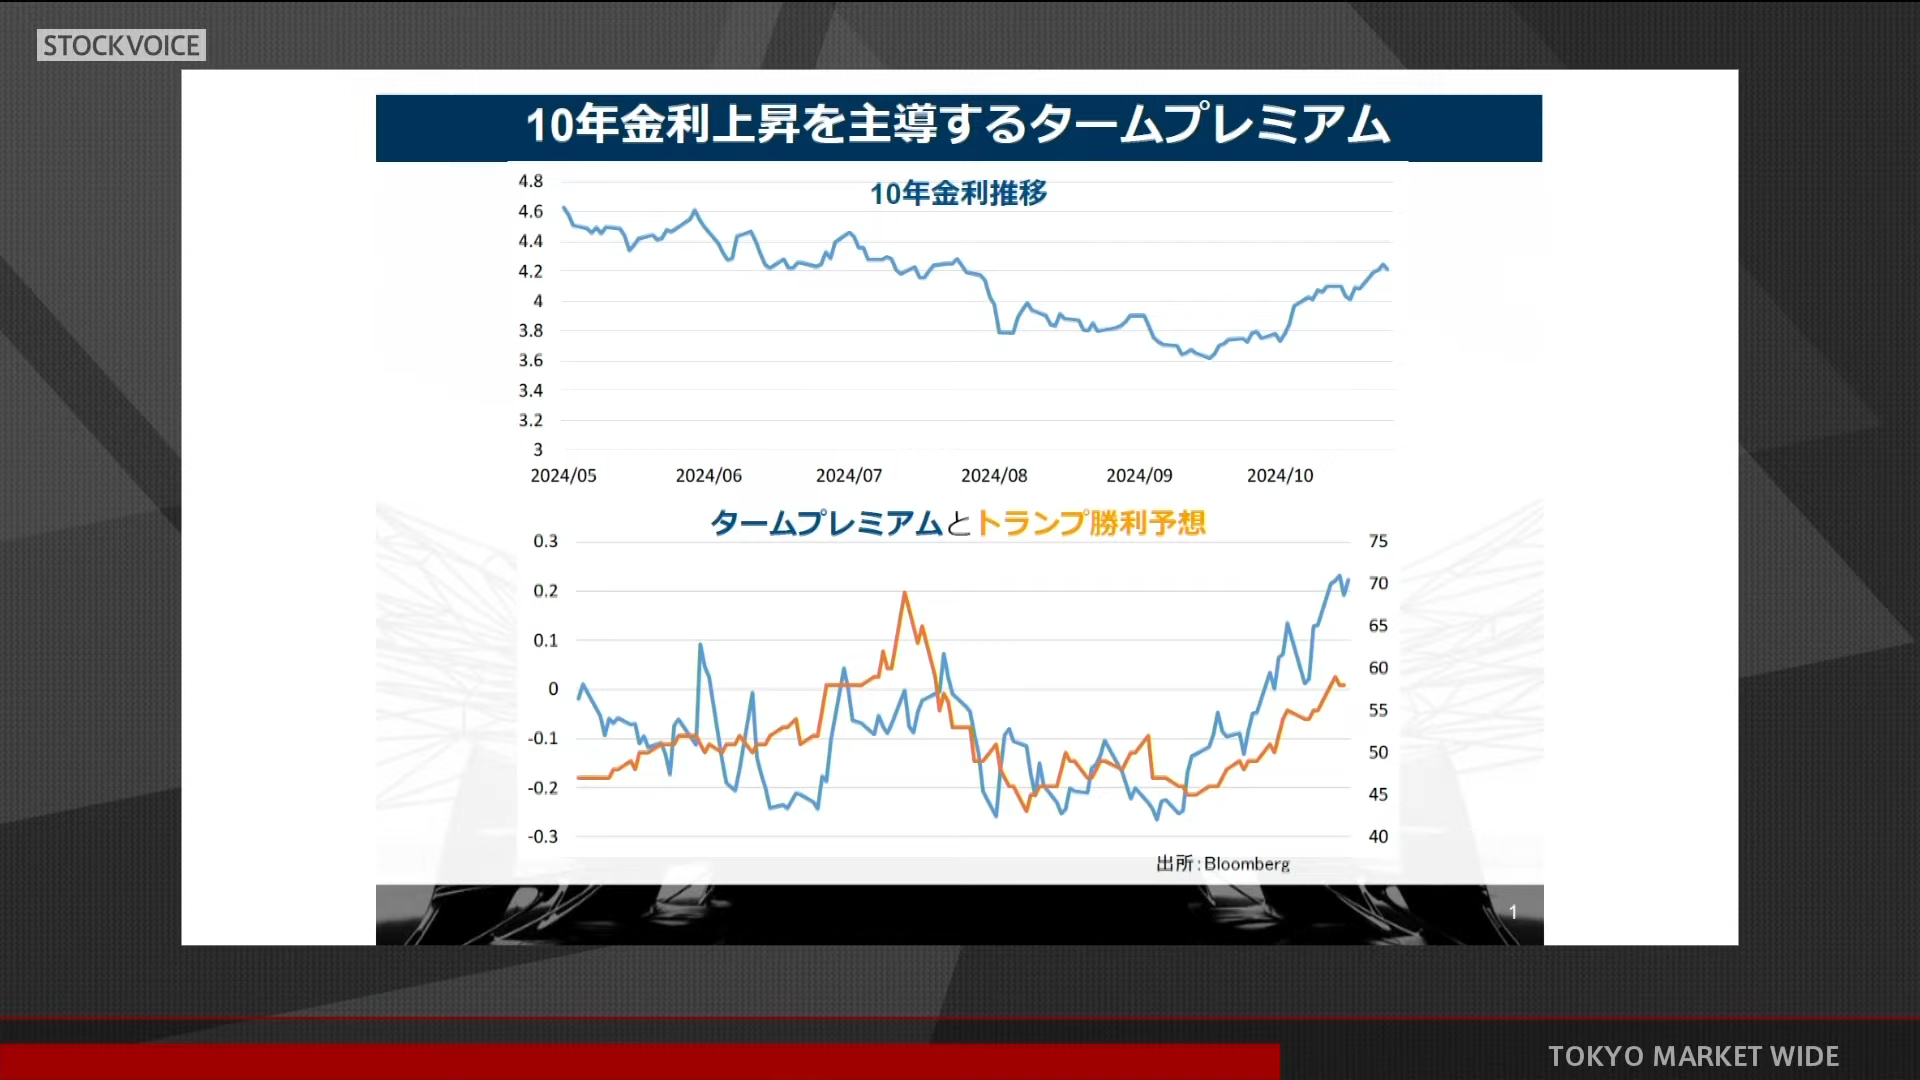 STOCKVOICE
10年金利上昇を主導するタームプレミアム
10年金利推移
4.8
4.6
4.4
4.2
4
3.8
3.6
3.4
3.2
3
2024/05 2024/06 2024/07 2024/08 2024/09 2024/10
タームプレミアムとトランプ勝利予想
0.3 75
0.2 70
0.1 65
0 60
-0.1 55
-0.2 50
-0.3 45
40
出所：Bloomberg
1
TOKYO MARKET WIDE